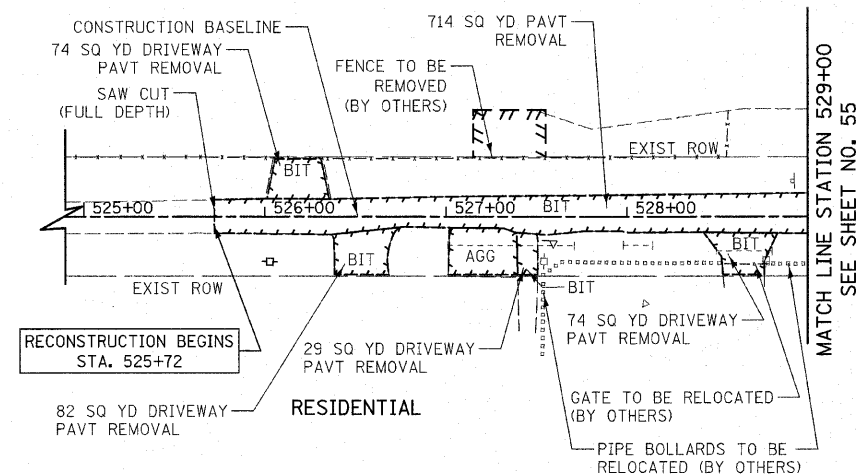 CONSTRUCTION BASELINE
74 SQ YD DRIVEWAY
PAVT REMOVAL
SAW CUT
(FULL DEPTH)
714 SQ YD PAVT
REMOVAL
FENCE TO BE
REMOVED
(BY OTHERS)
EXIST ROW
BIT
525+00
526+00
527+00
BIT
528+00
BIT
AGG
BIT
BIT
EXIST ROW
RECONSTRUCTION BEGINS
STA. 525+72
29 SQ YD DRIVEWAY
PAVT REMOVAL
74 SQ YD DRIVEWAY
PAVT REMOVAL
82 SQ YD DRIVEWAY
PAVT REMOVAL
RESIDENTIAL
GATE TO BE RELOCATED
(BY OTHERS)
PIPE BOLLARDS TO BE
RELOCATED (BY OTHERS)
MATCH LINE STATION 529+00
SEE SHEET NO. 55